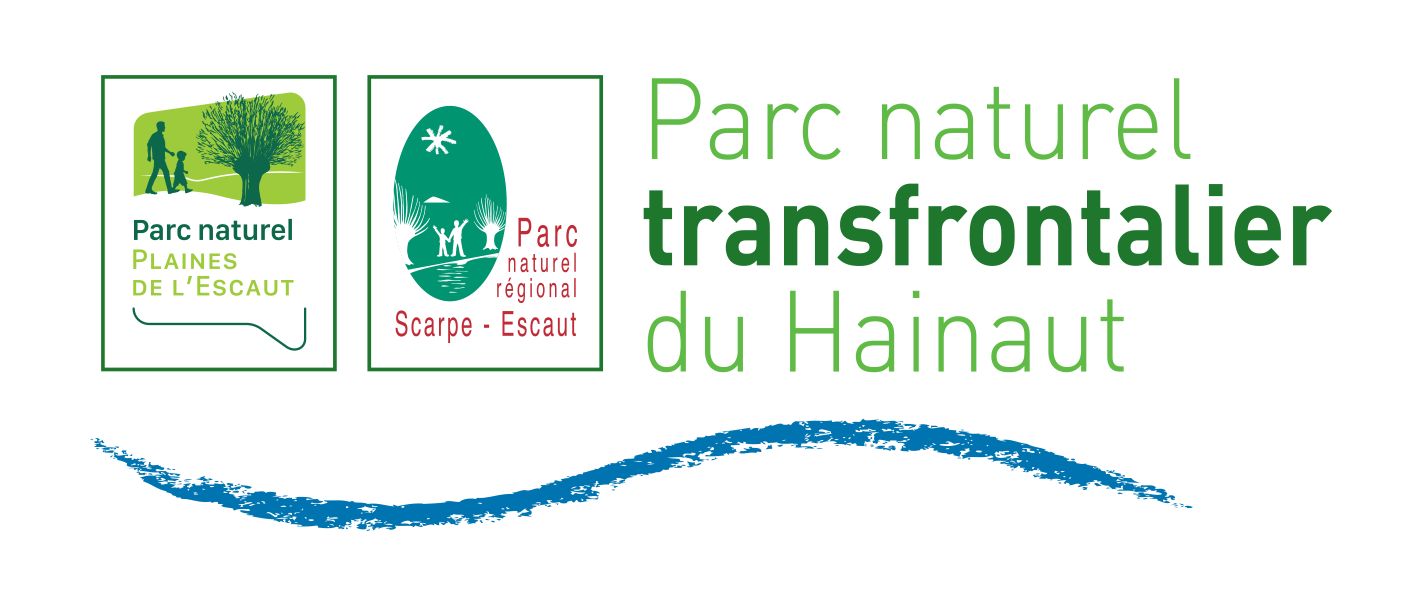 Parc naturel
PLAINES
DE L'ESCAUT
Parc
naturel
régional
Scarpe - Escaut
Parc naturel
transfrontalier
du Hainaut